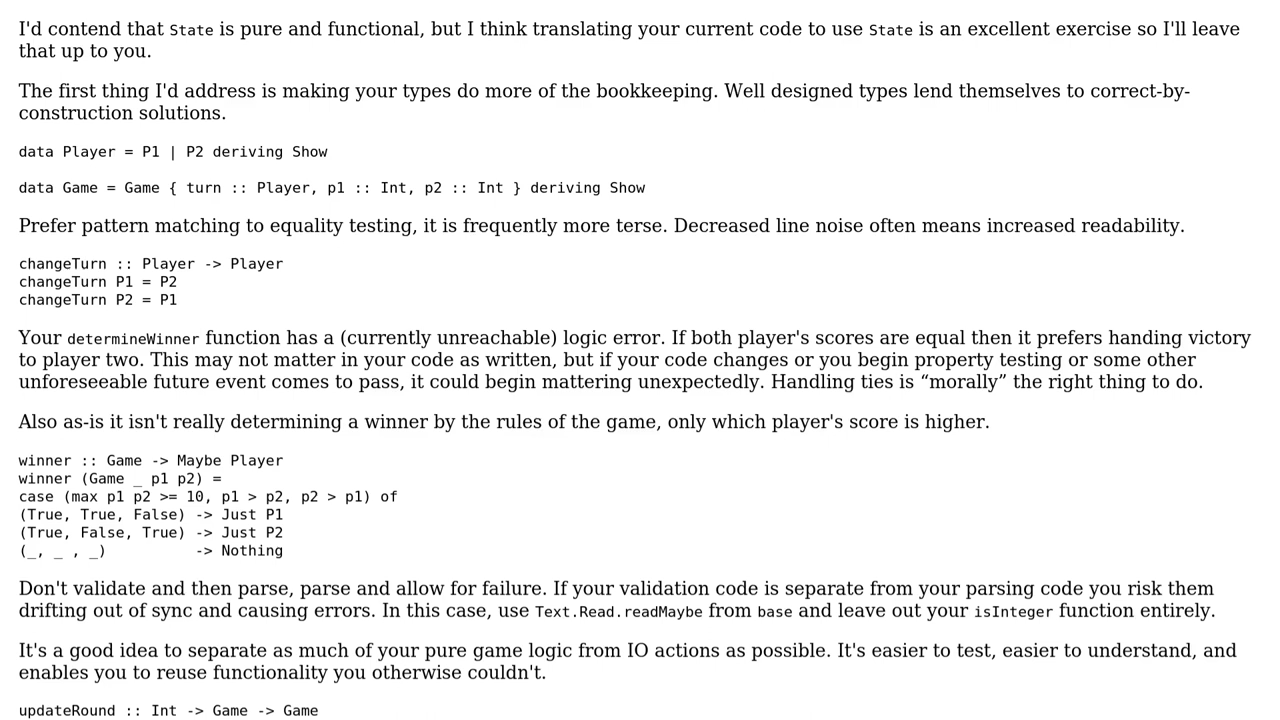 I'd contend that State is pure and functional, but I think translating your current code to use State is an excellent exercise so I'll leave
that up to you.
The first thing I'd address is making your types do more of the bookkeeping. Well designed types lend themselves to correct-by-
construction solutions.
data Player = P1 | P2 deriving Show
data Game = Game { turn :: Player, p1 :: Int, p2 :: Int } deriving Show
Prefer pattern matching to equality testing, it is frequently more terse. Decreased line noise often means increased readability.
changeTurn :: Player -> Player
changeTurn P1 = P2
changeTurn P2 = P1
Your determineWinner function has a (currently unreachable) logic error. If both player's scores are equal then it prefers handing victory
to player two. This may not matter in your code as written, but if your code changes or you begin property testing or some other
unforeseeable future event comes to pass, it could begin mattering unexpectedly. Handling ties is “morally” the right thing to do.
Also as-is it isn't really determining a winner by the rules of the game, only which player's score is higher.
winner :: Game -> Maybe Player
winner (Game _ p1 p2) =
case (max p1 p2 >= 10, p1 > p2, p2 > p1) of
(True, True, False) -> Just P1
(True, False, True) -> Just P2
(_, _ , _)          -> Nothing
Don't validate and then parse, parse and allow for failure. If your validation code is separate from your parsing code you risk them
drifting out of sync and causing errors. In this case, use Text.Read.readMaybe from base and leave out your isInteger function entirely.
It's a good idea to separate as much of your pure game logic from IO actions as possible. It's easier to test, easier to understand, and
enables you to reuse functionality you otherwise couldn't.
updateRound :: Int -> Game -> Game